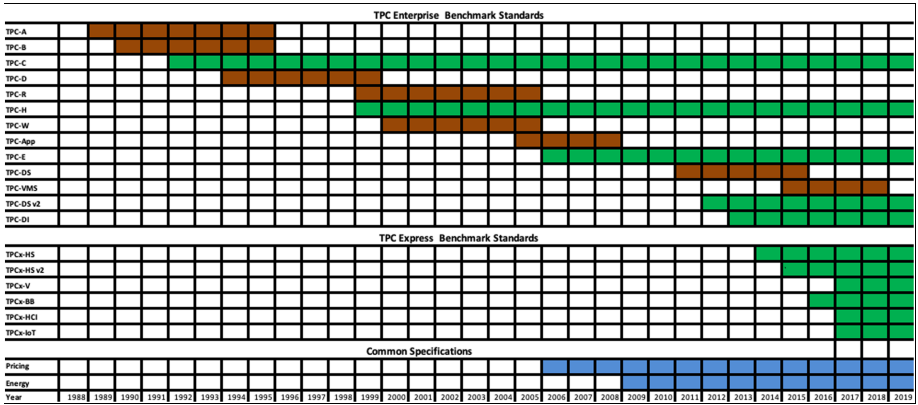 TPC Enterprise Benchmark Standards
TPC-A
TPC-B
TPC-C
TPC-D
TPC-R
TPC-H
TPC-W
TPC-App
TPC-E
TPC-DS
TPC-VMS
TPC-DS v2
TPC-DI
TPC Express Benchmark Standards
TPCx-HS
TPCx-HS v2
TPCx-V
TPCx-BB
TPCx-HCI
TPCx-IoT
Common Specifications
Pricing
Energy
Year 1988 1989 1990 1991 1992 1993 1994 1995 1996 1997 1998 1999 2000 2001 2002 2003 2004 2005 2006 2007 2008 2009 2010 2011 2012 2013 2014 2015 2016 2017 2018 2019